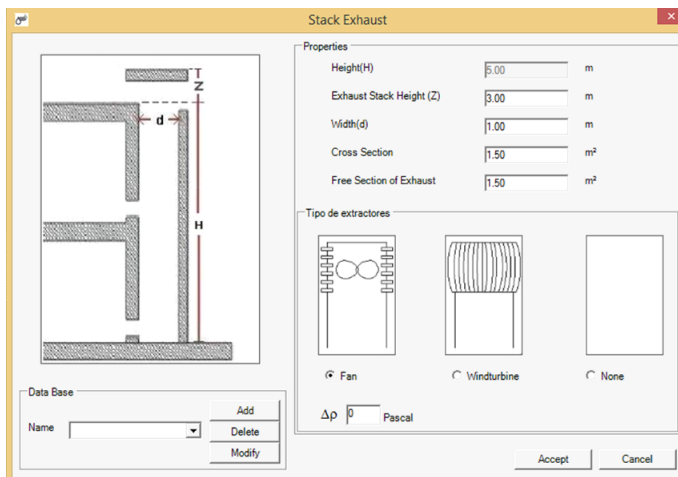 Stack Exhaust
Z
d
H
Data Base
Name
Add
Delete
Modify
Properties
Height(H) 5.00 m
Exhaust Stack Height (Z) 3.00 m
Width(d) 1.00 m
Cross Section 1.50 m²
Free Section of Exhaust 1.50 m²
Tipo de extractores
Fan Windturbine None
Δρ 0 Pascal
Accept Cancel